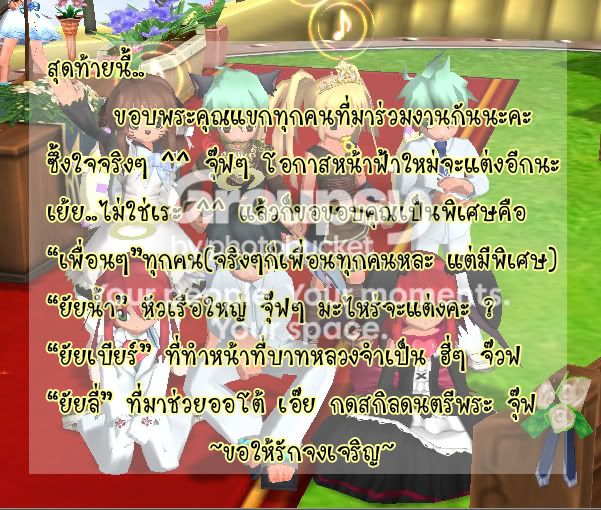 สุดท้ายนี้..
ขอบพระคุณแขกทุกคนที่มาร่วมงานกันนะคะ
ซึ้งใจจริงๆ ^^ จุ๊ฟๆ โอกาสหน้าฟ้าใหม่จะแต่งอีกนะ
เย้ย..ไม่ใช่เระ ^^ แล้วก็ขอขอบคุณเป็นพิเศษคือ
“เพื่อนๆ”ทุกคน(จริงๆก็เพื่อนทุกคนหละ แต่มีพิเศษ)
“ยัยน้ำ” หัวเรือใหญ่ จุ๊ฟๆ มะไหรจะแต่งคะ ?
“ยัยเบียร์” ที่ทำหน้าที่บาทหลวงจำเป็น ฮี่ๆ จ๊วฟ
“ยัยลี่” ที่มาช่วยออโต้ เอ๊ย กดสกิลดนตรีพระ จุ๊ฟ
~ขอให้รักจงเจริญ~
by photobucket
Your people. Your moments.
Your space.